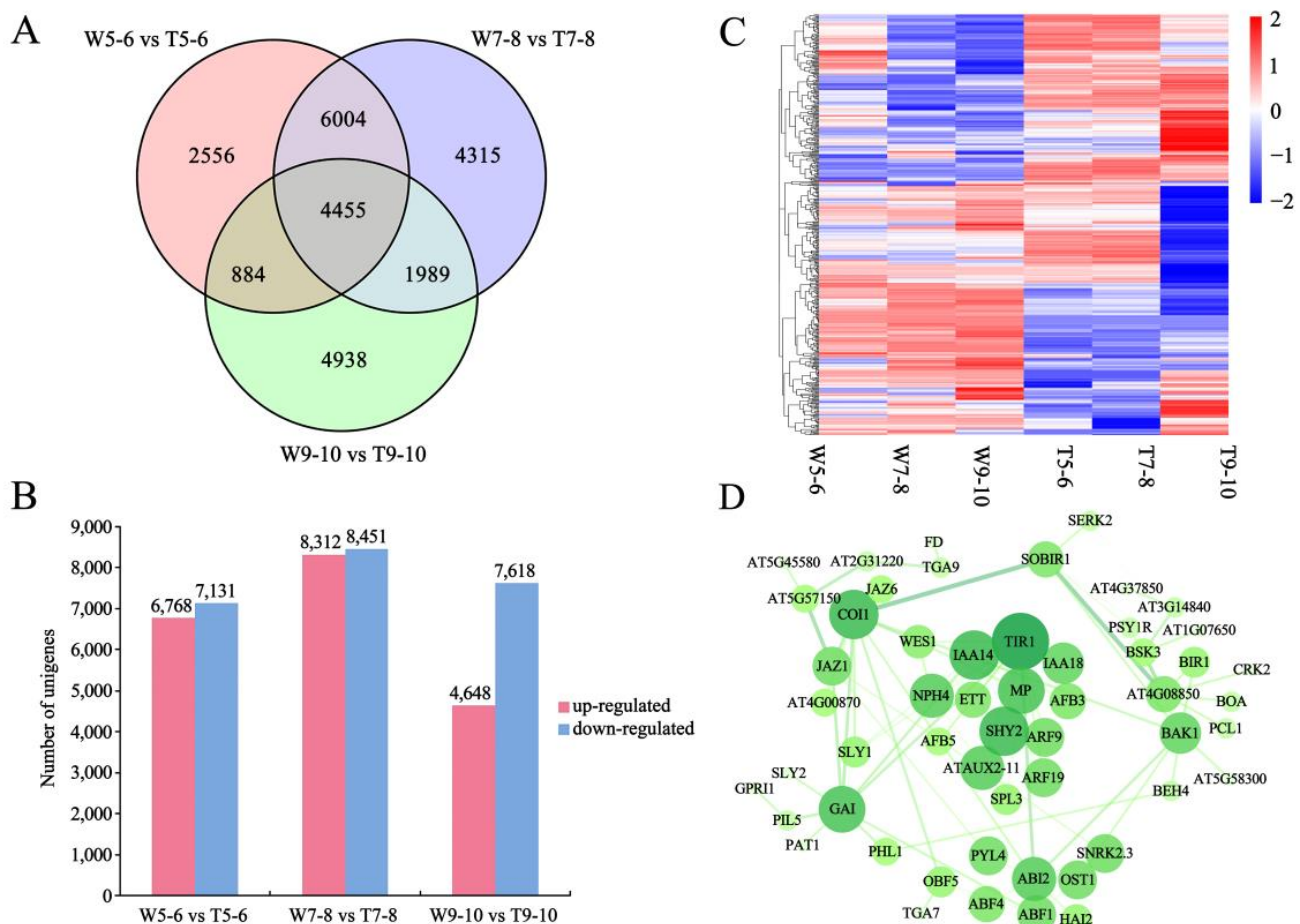 A
W5-6 vs T5-6
W7-8 vs T7-8
6004
2556
4315
4455
884
1989
4938
W9-10 vs T9-10
B
Number of unigenes
9,000
8,000
7,000
6,000
5,000
4,000
3,000
2,000
1,000
0
6,768
7,131
8,312
8,451
4,648
7,618
up-regulated
down-regulated
W5-6 vs T5-6
W7-8 vs T7-8
W9-10 vs T9-10
C
2
1
0
−1
−2
W5-6
W7-8
W9-10
T5-6
T7-8
T9-10
D
SERK2
FD
SOBIR1
AT5G45580
AT2G31220
TGA9
AT4G37850
JAZ6
AT5G57150
AT3G14840
COI1
PSY1R
AT1G07650
WES1
TIR1
BSK3
IAA14
IAA18
BIR1
JAZ1
CRK2
NPH4
ETT
MP
AFB3
AT4G08850
BOA
AT4G00870
PCL1
SHY2
ARF9
BAK1
AFB5
SLY1
ATAUX2-11
ARF19
SLY2
AT5G58300
GPRI1
SPL3
BEH4
GAI
PIL5
PAT1
PHL1
PYL4
SNRK2.3
OBF5
ABI2
OST1
TGA7
ABF4
ABF1
HAI2